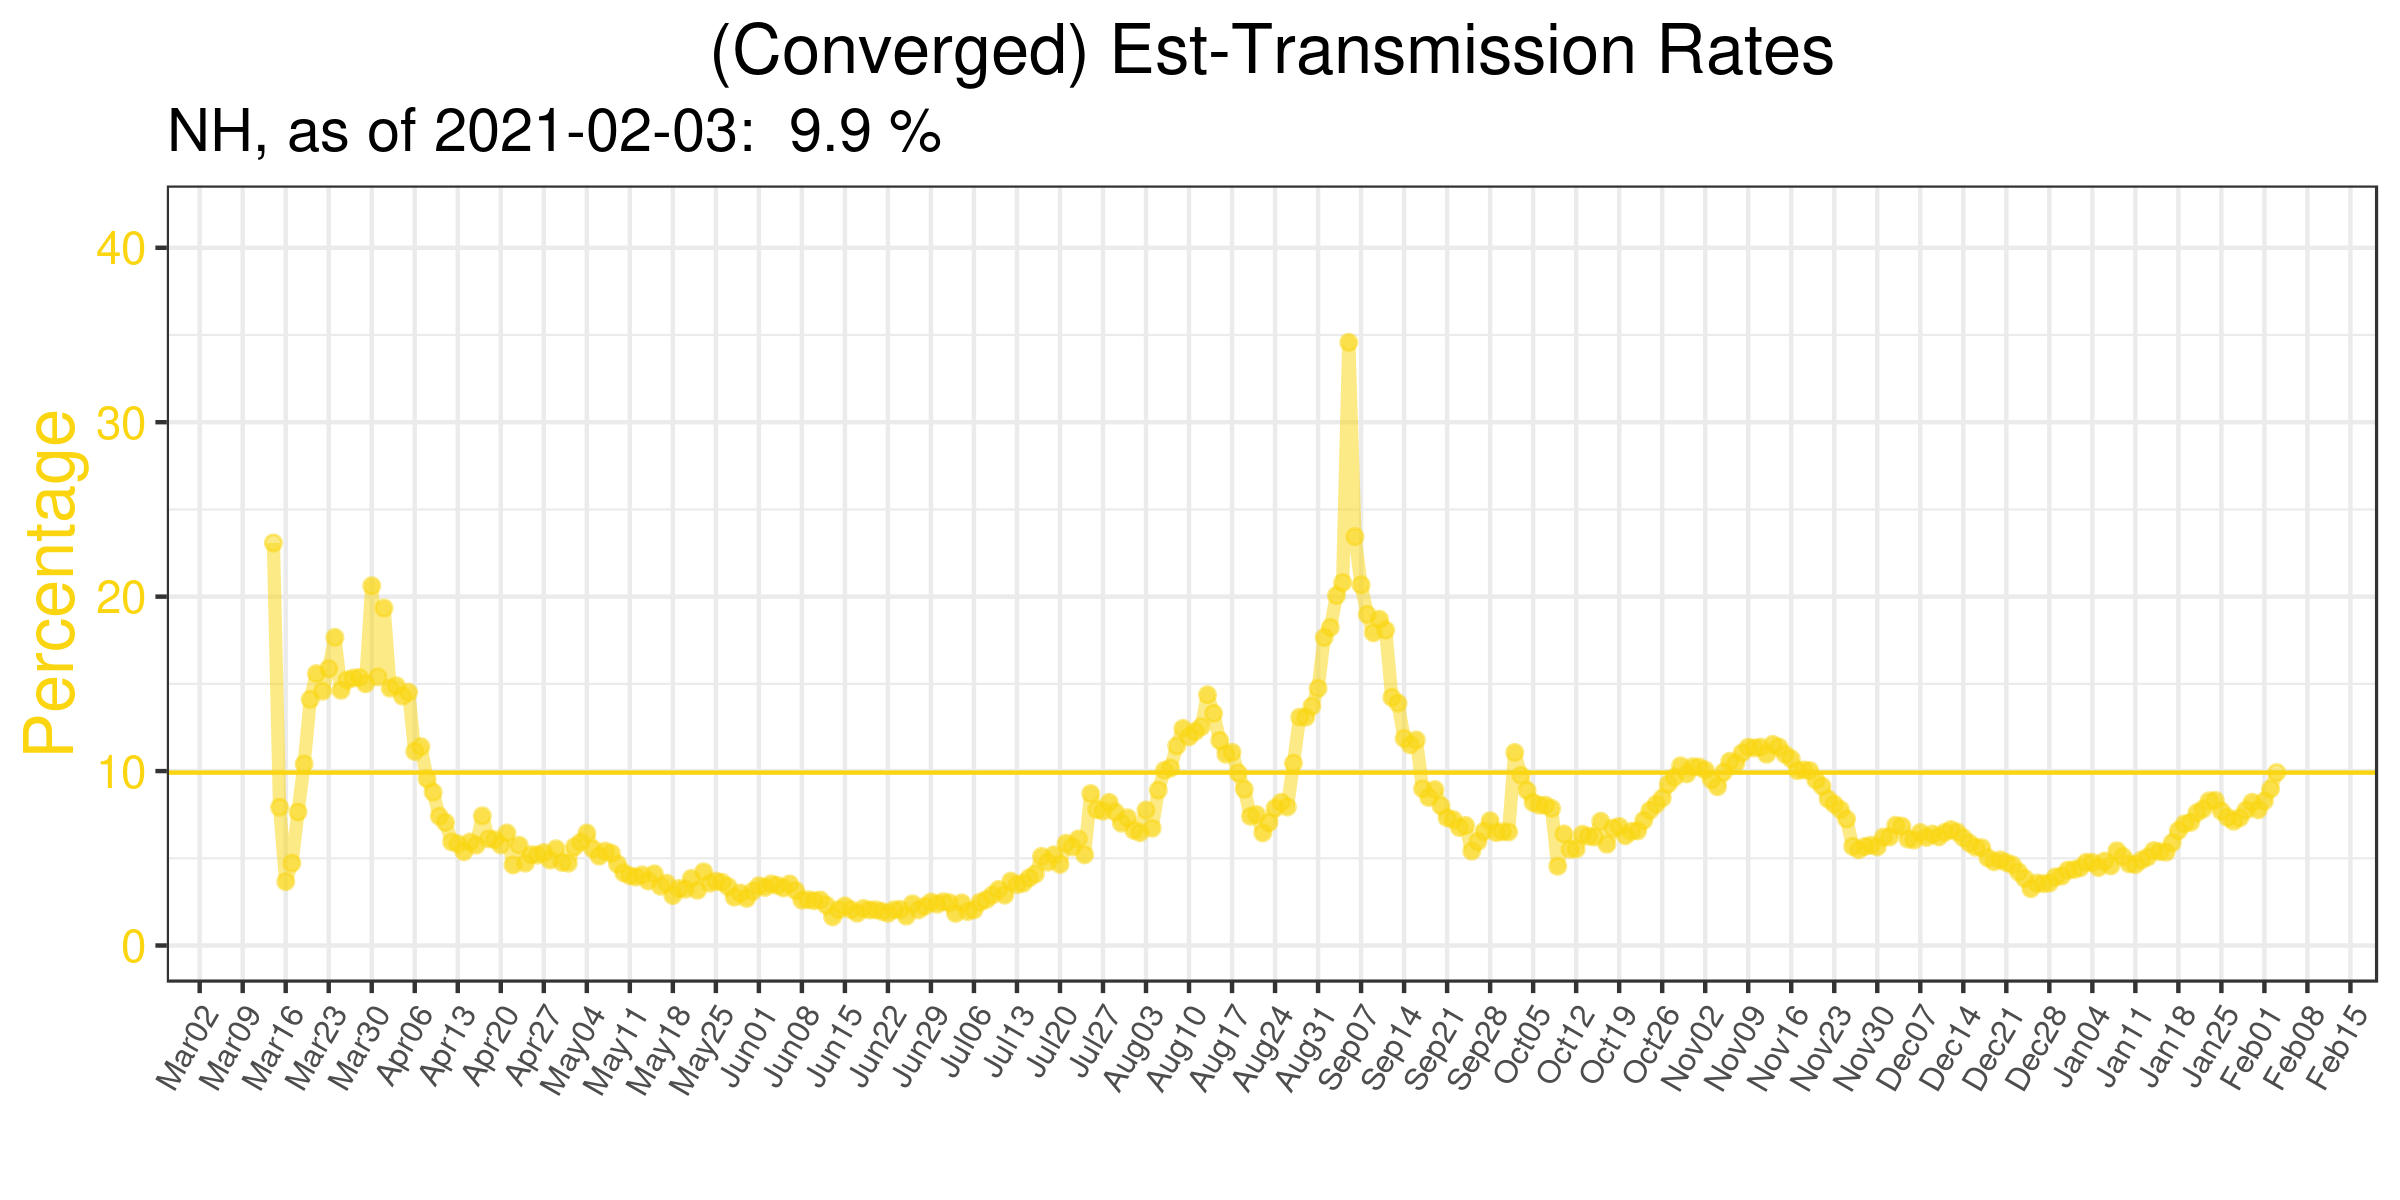 (Converged) Est-Transmission Rates
NH, as of 2021-02-03:  9.9 %
Percentage
40
30
20
10
0
Mar02
Mar09
Mar16
Mar23
Mar30
Apr06
Apr13
Apr20
Apr27
May04
May11
May18
May25
Jun01
Jun08
Jun15
Jun22
Jun29
Jul06
Jul13
Jul20
Jul27
Aug03
Aug10
Aug17
Aug24
Aug31
Sep07
Sep14
Sep21
Sep28
Oct05
Oct12
Oct19
Oct26
Nov02
Nov09
Nov16
Nov23
Nov30
Dec07
Dec14
Dec21
Dec28
Jan04
Jan11
Jan18
Jan25
Feb01
Feb08
Feb15